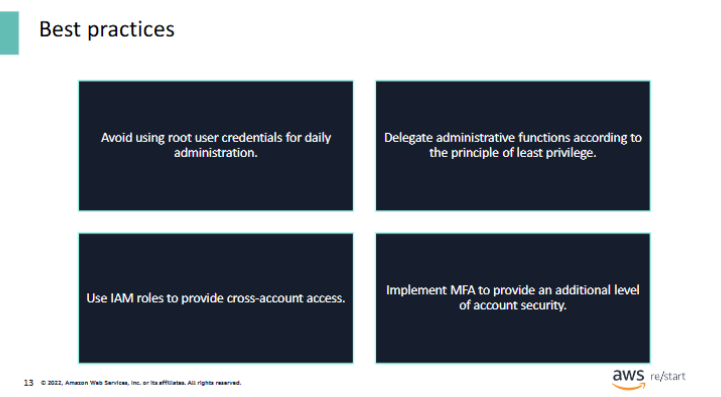 Best practices
Avoid using root user credentials for daily
administration.
Delegate administrative functions according to
the principle of least privilege.
Use IAM roles to provide cross-account access.
Implement MFA to provide an additional level
of account security.
13 © 2022, Amazon Web Services, Inc. or its affiliates. All rights reserved.
aws re/start